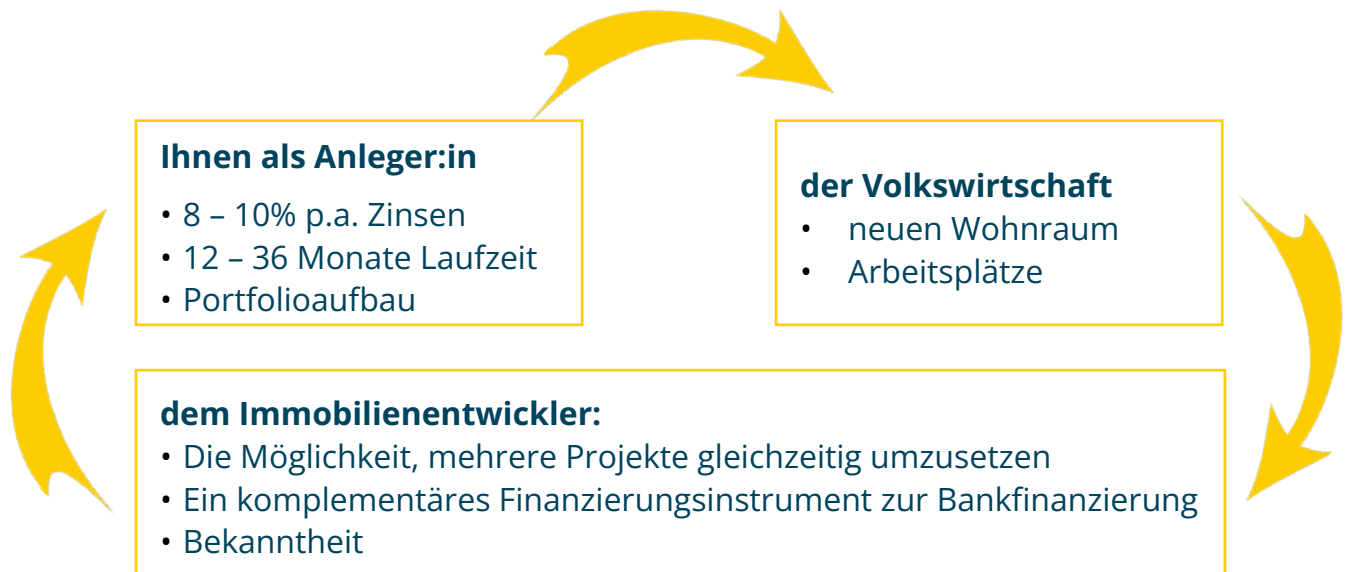 Ihnen als Anleger:in
• 8 – 10% p.a. Zinsen
• 12 – 36 Monate Laufzeit
• Portfolioaufbau
der Volkswirtschaft
• neuen Wohnraum
• Arbeitsplätze
dem Immobilienentwickler:
• Die Möglichkeit, mehrere Projekte gleichzeitig umzusetzen
• Ein komplementäres Finanzierungsinstrument zur Bankfinanzierung
• Bekanntheit